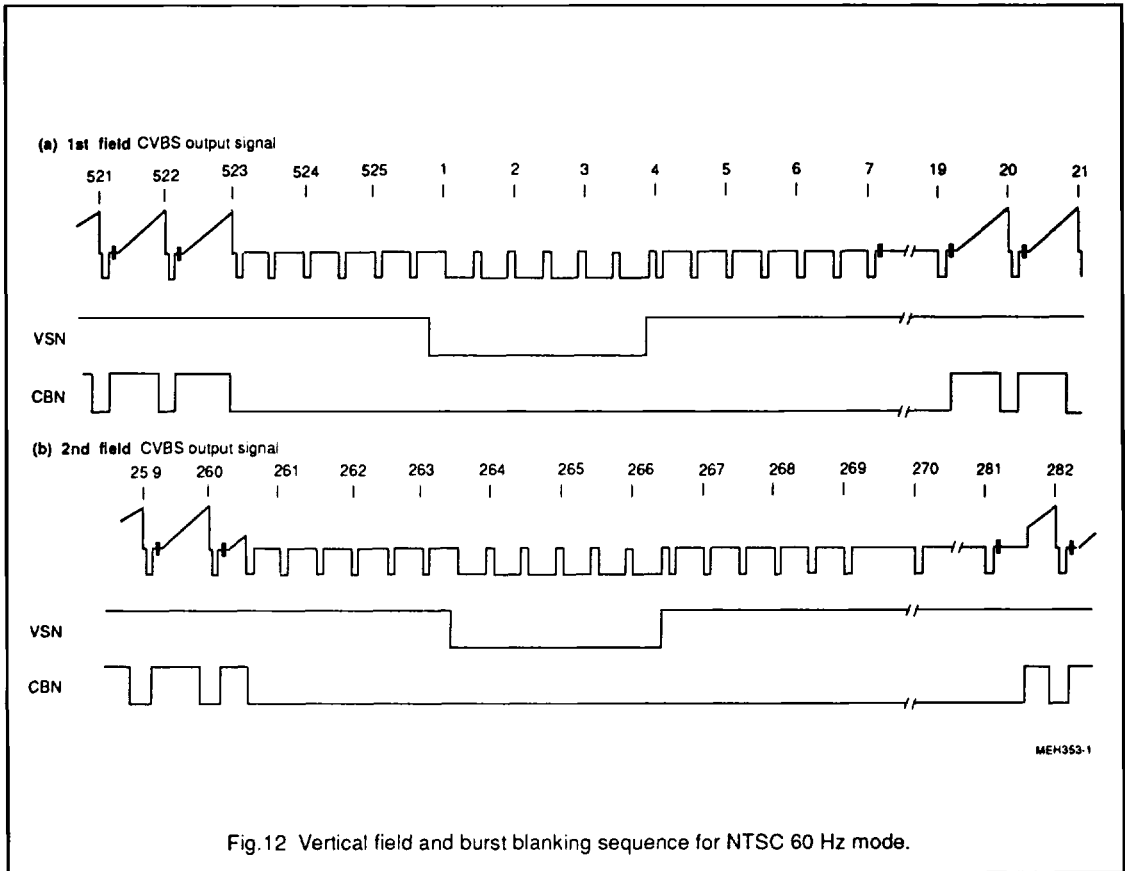 (a) 1st field CVBS output signal
521 522 523 524 525 1 2 3 4 5 6 7 19 20 21
VSN
CBN
(b) 2nd field CVBS output signal
259 260 261 262 263 264 265 266 267 268 269 270 281 282
VSN
CBN
MEH353-1
Fig.12 Vertical field and burst blanking sequence for NTSC 60 Hz mode.